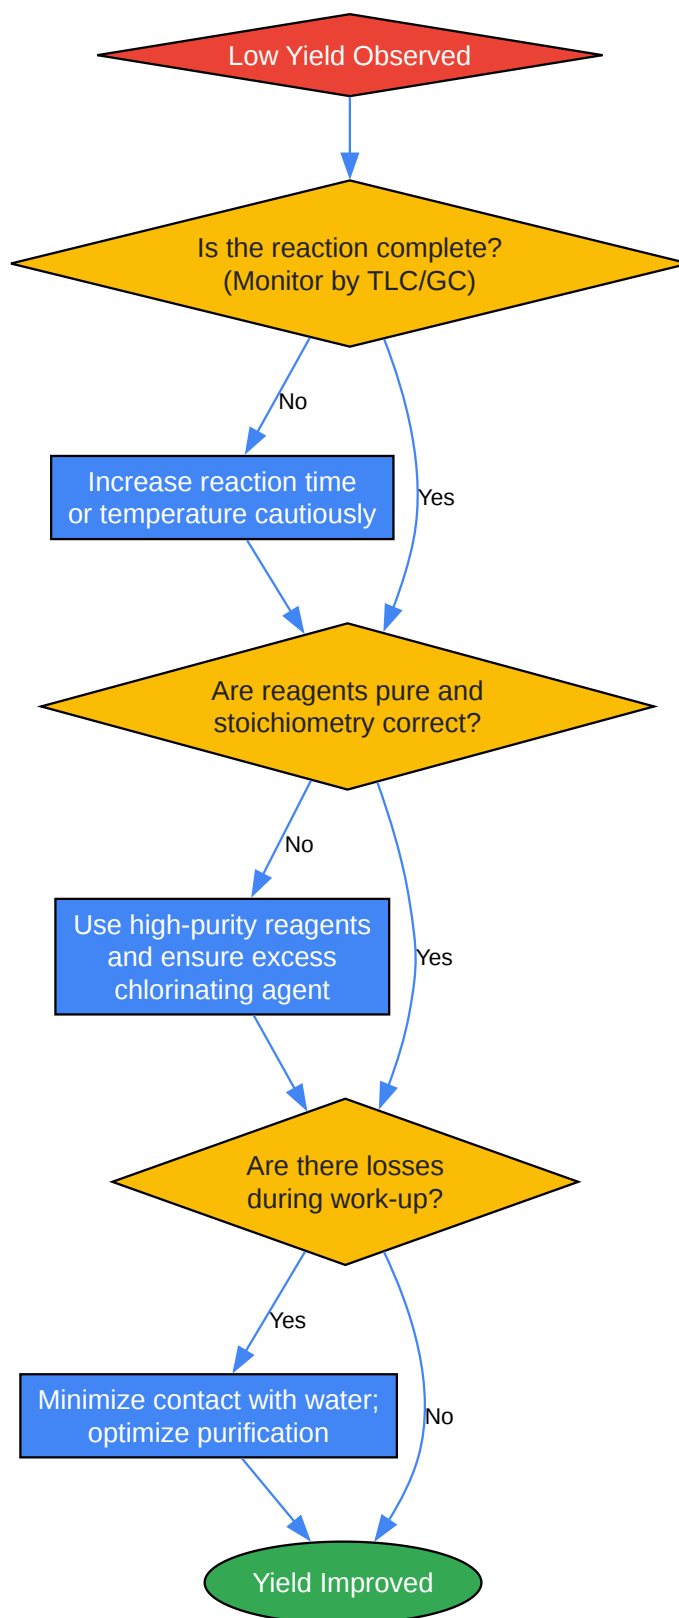 Low Yield Observed
Is the reaction complete?
(Monitor by TLC/GC)
No
Increase reaction time
or temperature cautiously
Yes
Are reagents pure and
stoichiometry correct?
No
Use high-purity reagents
and ensure excess
chlorinating agent
Yes
Are there losses
during work-up?
Yes
Minimize contact with water;
optimize purification
No
Yield Improved